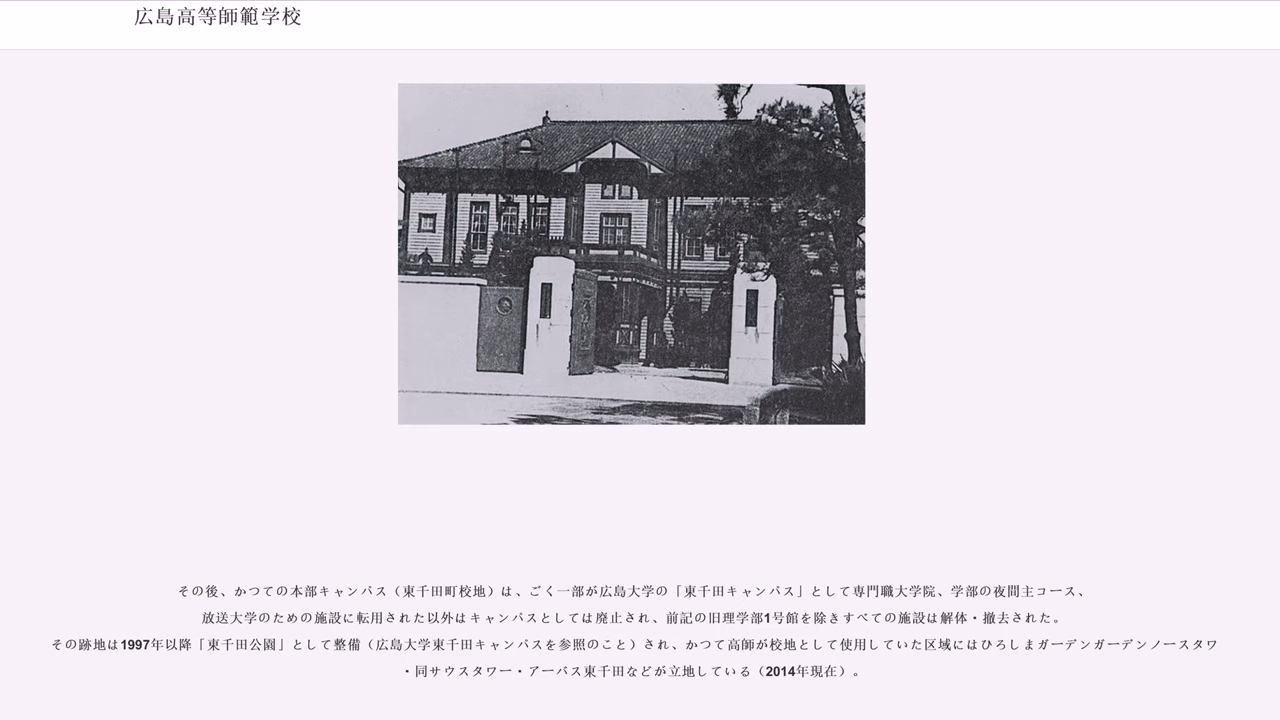 広島高等師範学校
その後、かつての本部キャンパス（東千田町校地）は、ごく一部が広島大学の「東千田キャンパス」として専門職大学院、学部の夜間主コース、
放送大学のための施設に転用された以外はキャンパスとしては廃止され、前記の旧理学部1号館を除きすべての施設は解体・撤去された。
その跡地は1997年以降「東千田公園」として整備（広島大学東千田キャンパスを参照のこと）され、かつて高師が校地として使用していた区域にはひろしまガーデンガーデンノースタワ
・同サウスタワー・アーバス東千田などが立地している（2014年現在）。